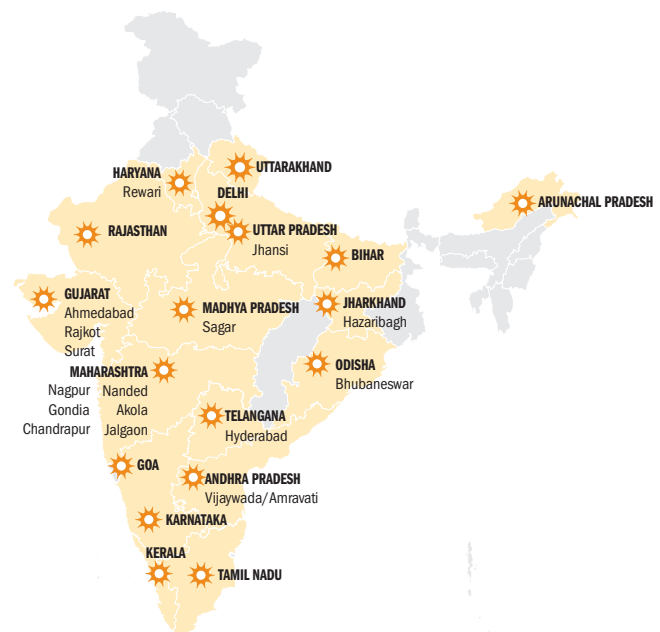 UTTARAKHAND
HARYANA
Rewari
DELHI
ARUNACHAL PRADESH
RAJASTHAN
UTTAR PRADESH
Jhansi
BIHAR
GUJARAT
Ahmedabad
Rajkot
Surat
MADHYA PRADESH
Sagar
JHARKHAND
Hazaribagh
MAHARASHTRA
Nagpur Nanded
Gondia Akola
Chandrapur Jalgaon
ODISHA
Bhubaneswar
TELANGANA
Hyderabad
GOA
ANDHRA PRADESH
Vijaywada/Amravati
KARNATAKA
KERALA
TAMIL NADU